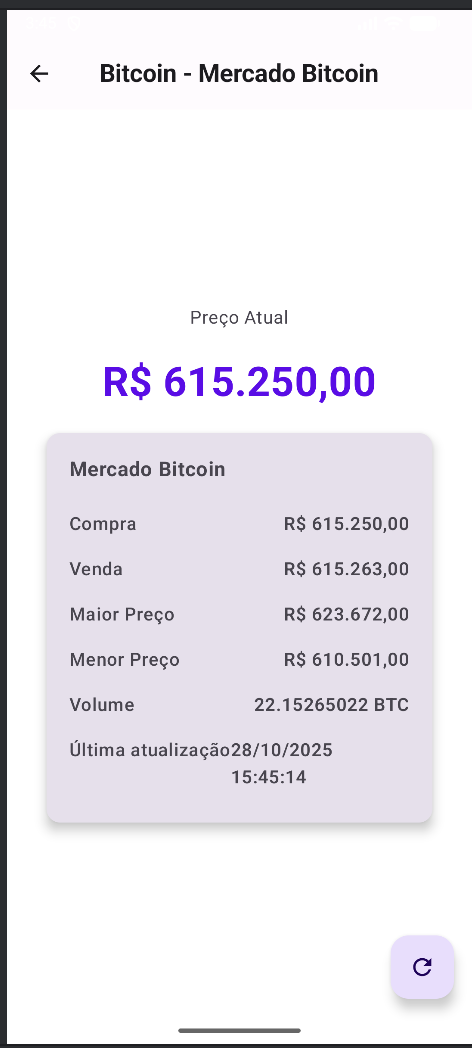 Bitcoin - Mercado Bitcoin
Preço Atual
R$ 615.250,00
Mercado Bitcoin
Compra R$ 615.250,00
Venda R$ 615.263,00
Maior Preço R$ 623.672,00
Menor Preço R$ 610.501,00
Volume 22.15265022 BTC
Última atualização 28/10/2025
15:45:14